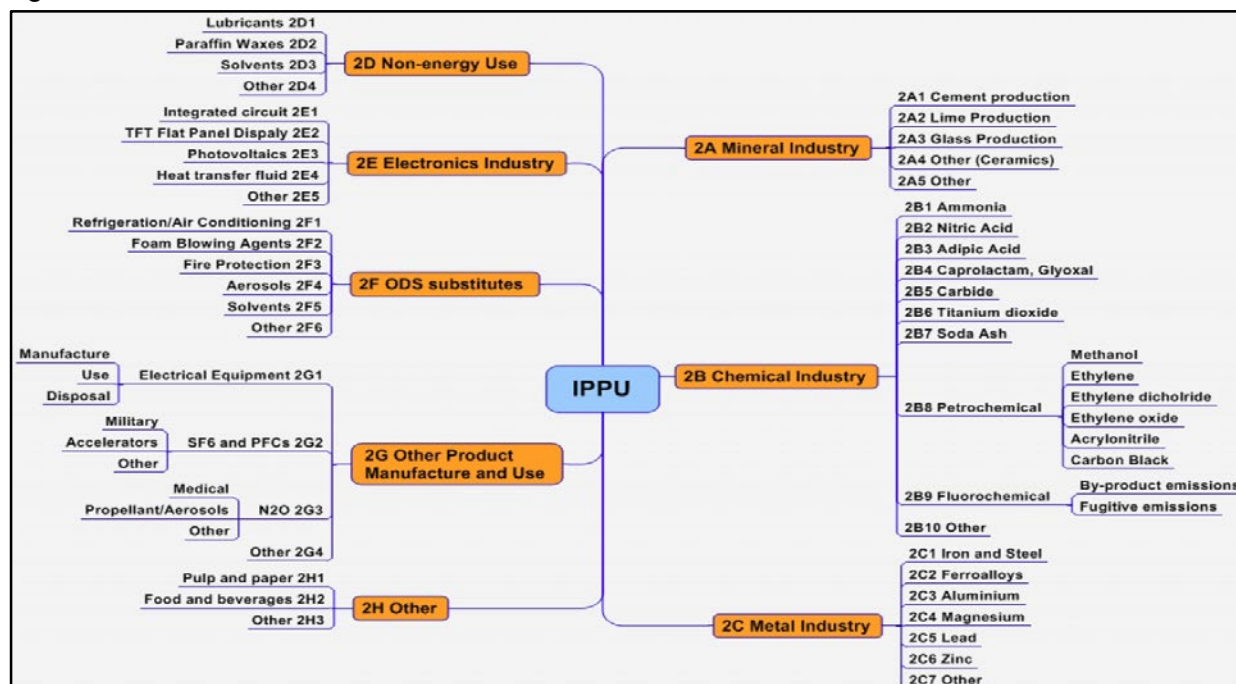 Lubricants 2D1
Paraffin Waxes 2D2
Solvents 2D3
Other 2D4
2D Non-energy Use
Integrated circuit 2E1
TFT Flat Panel Dispaly 2E2
Photovoltaics 2E3
Heat transfer fluid 2E4
Other 2E5
2E Electronics Industry
Refrigeration/Air Conditioning 2F1
Foam Blowing Agents 2F2
Fire Protection 2F3
Aerosols 2F4
Solvents 2F5
Other 2F6
2F ODS substitutes
Manufacture
Use
Disposal
Electrical Equipment 2G1
Military
Accelerators
Other
SF6 and PFCs 2G2
Medical
Propellant/Aerosols
Other
N2O 2G3
Other 2G4
2G Other Product
Manufacture and Use
Pulp and paper 2H1
Food and beverages 2H2
Other 2H3
2H Other
IPPU
2A Mineral Industry
2A1 Cement production
2A2 Lime Production
2A3 Glass Production
2A4 Other (Ceramics)
2A5 Other
2B Chemical Industry
2B1 Ammonia
2B2 Nitric Acid
2B3 Adipic Acid
2B4 Caprolactam, Glyoxal
2B5 Carbide
2B6 Titanium dioxide
2B7 Soda Ash
2B8 Petrochemical
Methanol
Ethylene
Ethylene dicholride
Ethylene oxide
Acrylonitrile
Carbon Black
2B9 Fluorochemical
By-product emissions
Fugitive emissions
2B10 Other
2C Metal Industry
2C1 Iron and Steel
2C2 Ferroalloys
2C3 Aluminium
2C4 Magnesium
2C5 Lead
2C6 Zinc
2C7 Other